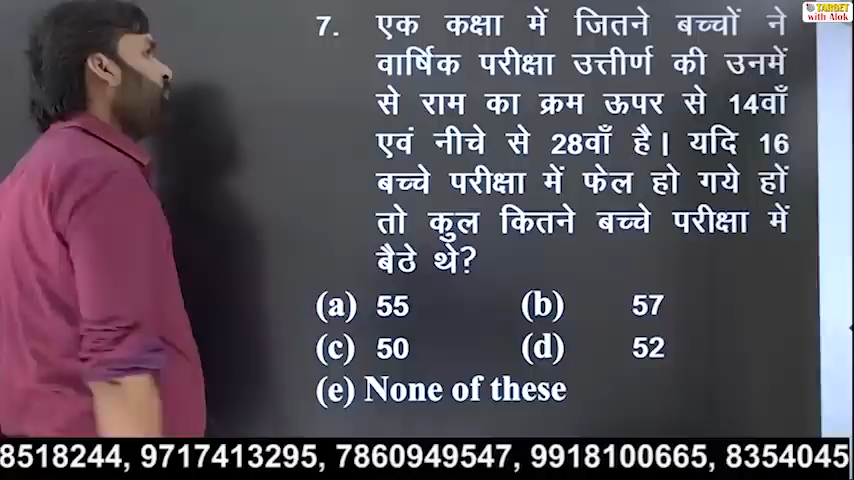 TARGET
with Alok
7. एक कक्षा में जितने बच्चों ने
वार्षिक परीक्षा उत्तीर्ण की उनमें
से राम का क्रम ऊपर से 14वाँ
एवं नीचे से 28वाँ है। यदि 16
बच्चे परीक्षा में फेल हो गये हों
तो कुल कितने बच्चे परीक्षा में
बैठे थे?
(a) 55 (b) 57
(c) 50 (d) 52
(e) None of these
8518244, 9717413295, 7860949547, 9918100665, 8354045